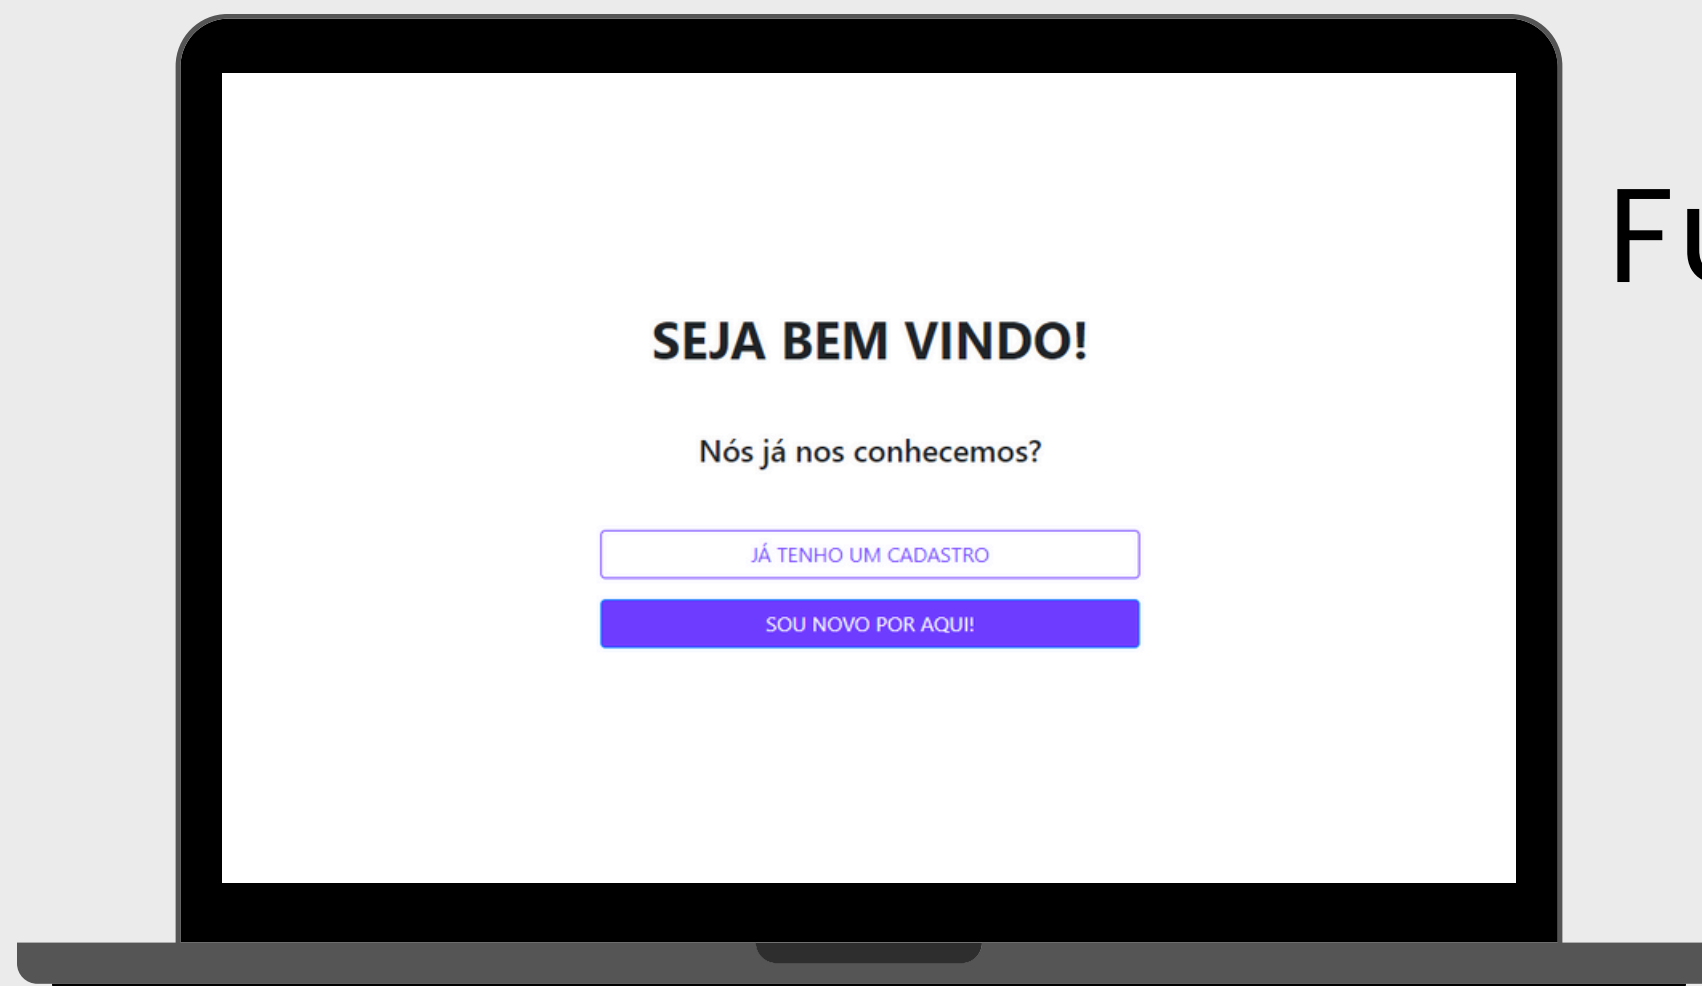 SEJA BEM VINDO!
Nós já nos conhecemos?
JÁ TENHO UM CADASTRO
SOU NOVO POR AQUI!